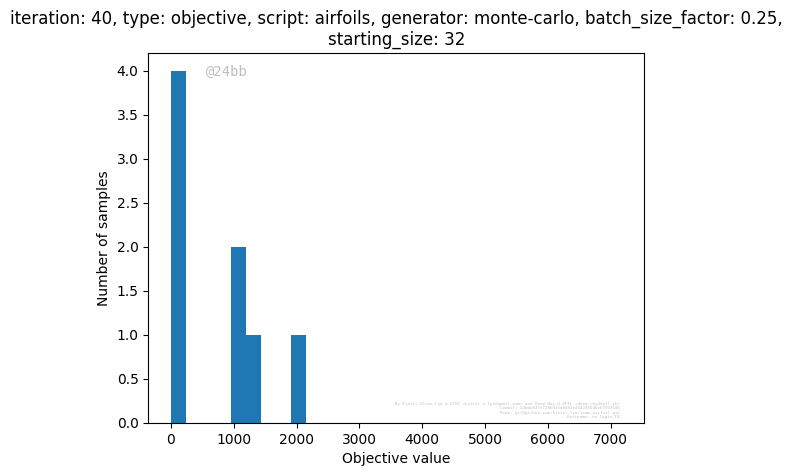 iteration: 40, type: objective, script: airfoils, generator: monte-carlo, batch_size_factor: 0.25,
starting_size: 32
@24bb
4.0
3.5
3.0
2.5
2.0
1.5
1.0
0.5
0.0
Number of samples
0 1000 2000 3000 4000 5000 6000 7000
Objective value